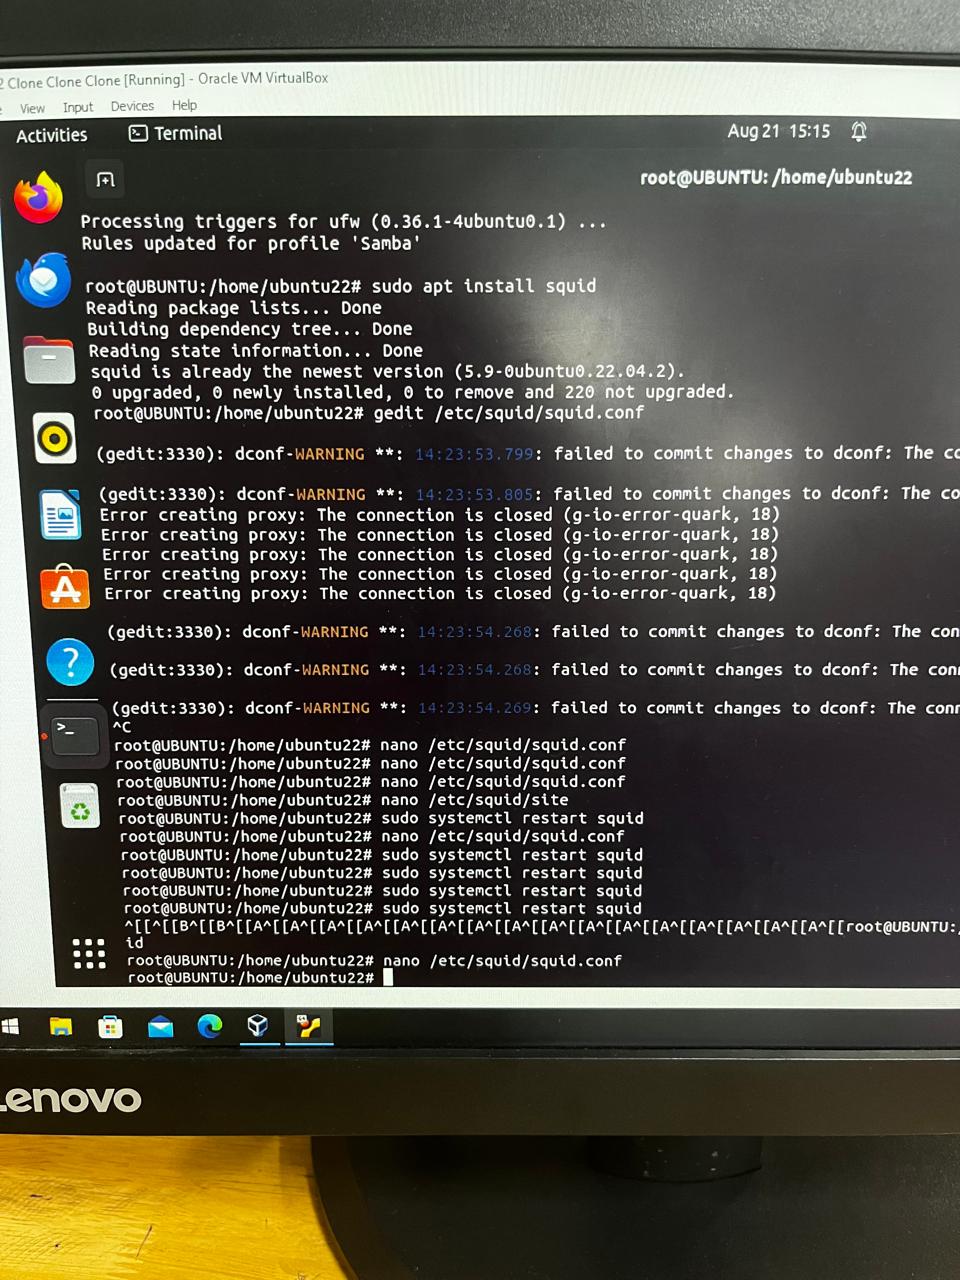 2 Clone Clone Clone [Running] - Oracle VM VirtualBox
View Input Devices Help
Activities Terminal Aug 21 15:15
root@UBUNTU: /home/ubuntu22
Processing triggers for ufw (0.36.1-4ubuntu0.1) ...
Rules updated for profile 'Samba'
root@UBUNTU:/home/ubuntu22# sudo apt install squid
Reading package lists... Done
Building dependency tree... Done
Reading state information... Done
squid is already the newest version (5.9-0ubuntu0.22.04.2).
0 upgraded, 0 newly installed, 0 to remove and 220 not upgraded.
root@UBUNTU:/home/ubuntu22# gedit /etc/squid/squid.conf
(gedit:3330): dconf-WARNING **: 14:23:53.799: failed to commit changes to dconf: The co
(gedit:3330): dconf-WARNING **: 14:23:53.805: failed to commit changes to dconf: The co
Error creating proxy: The connection is closed (g-io-error-quark, 18)
Error creating proxy: The connection is closed (g-io-error-quark, 18)
Error creating proxy: The connection is closed (g-io-error-quark, 18)
Error creating proxy: The connection is closed (g-io-error-quark, 18)
Error creating proxy: The connection is closed (g-io-error-quark, 18)
(gedit:3330): dconf-WARNING **: 14:23:54.268: failed to commit changes to dconf: The con
(gedit:3330): dconf-WARNING **: 14:23:54.268: failed to commit changes to dconf: The con
(gedit:3330): dconf-WARNING **: 14:23:54.269: failed to commit changes to dconf: The conn
^C
root@UBUNTU:/home/ubuntu22# nano /etc/squid/squid.conf
root@UBUNTU:/home/ubuntu22# nano /etc/squid/squid.conf
root@UBUNTU:/home/ubuntu22# nano /etc/squid/squid.conf
root@UBUNTU:/home/ubuntu22# nano /etc/squid/site
root@UBUNTU:/home/ubuntu22# sudo systemctl restart squid
root@UBUNTU:/home/ubuntu22# nano /etc/squid/squid.conf
root@UBUNTU:/home/ubuntu22# sudo systemctl restart squid
root@UBUNTU:/home/ubuntu22# sudo systemctl restart squid
root@UBUNTU:/home/ubuntu22# sudo systemctl restart squid
root@UBUNTU:/home/ubuntu22# sudo systemctl restart squid
^[[^[[B^[[B^[[A^[[A^[[A^[[A^[[A^[[A^[[A^[[A^[[A^[[A^[[A^[[A^[[A^[[A^[[A^[[root@UBUNTU:/
id
root@UBUNTU:/home/ubuntu22# nano /etc/squid/squid.conf
root@UBUNTU:/home/ubuntu22#
Lenovo